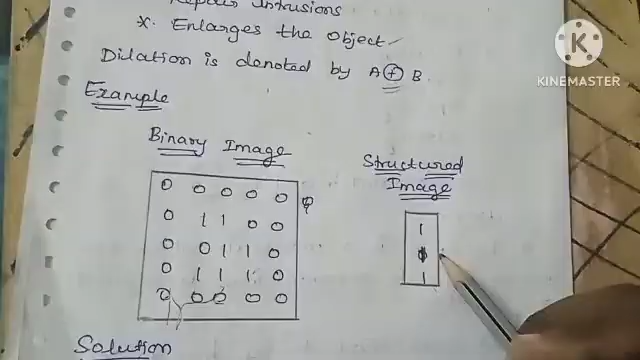 Repair Intrusions
* Enlarges the Object
Dilation is denoted by A ⊕ B
Example
Binary Image
Structured Image
0 0 0 0 0
0 1 1 0 0
0 0 1 1 0
0 1 1 1 0
0 0 0 0 0
1
1
Solution
KINEMASTER